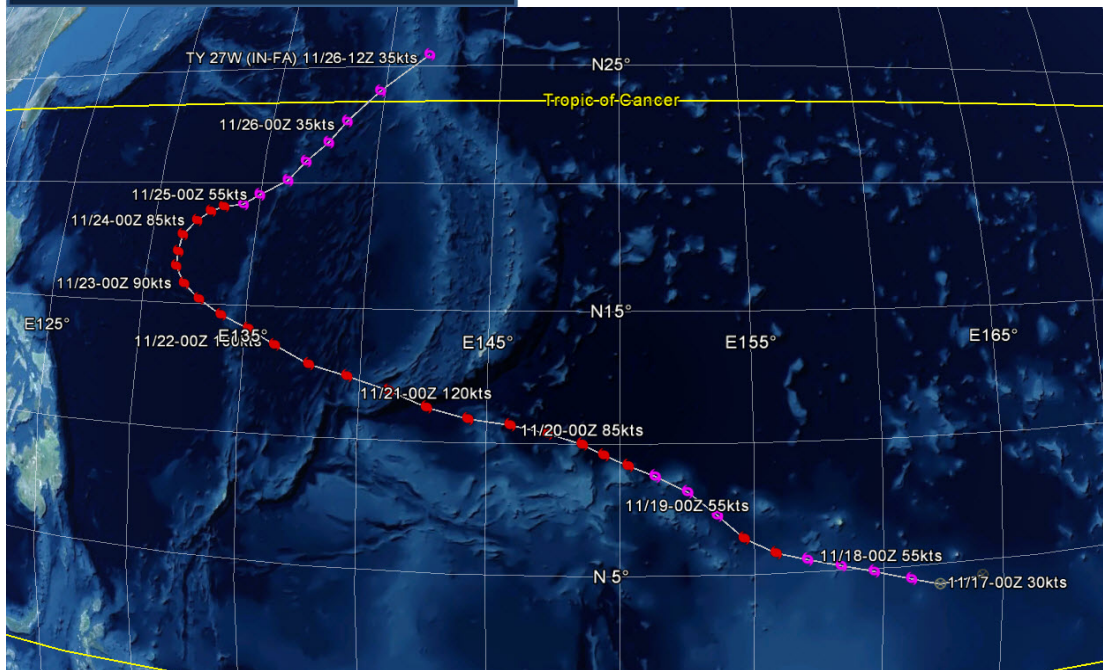 TY 27W (IN-FA) 11/26-12Z 35kts
N25°
Tropic of Cancer
11/26-00Z 35kts
11/25-00Z 55kts
11/24-00Z 85kts
11/23-00Z 90kts
E125°
E135°
11/22-00Z
N15°
E145°
E155°
E165°
11/21-00Z 120kts
11/20-00Z 85kts
11/19-00Z 55kts
11/18-00Z 55kts
N 5°
11/17-00Z 30kts